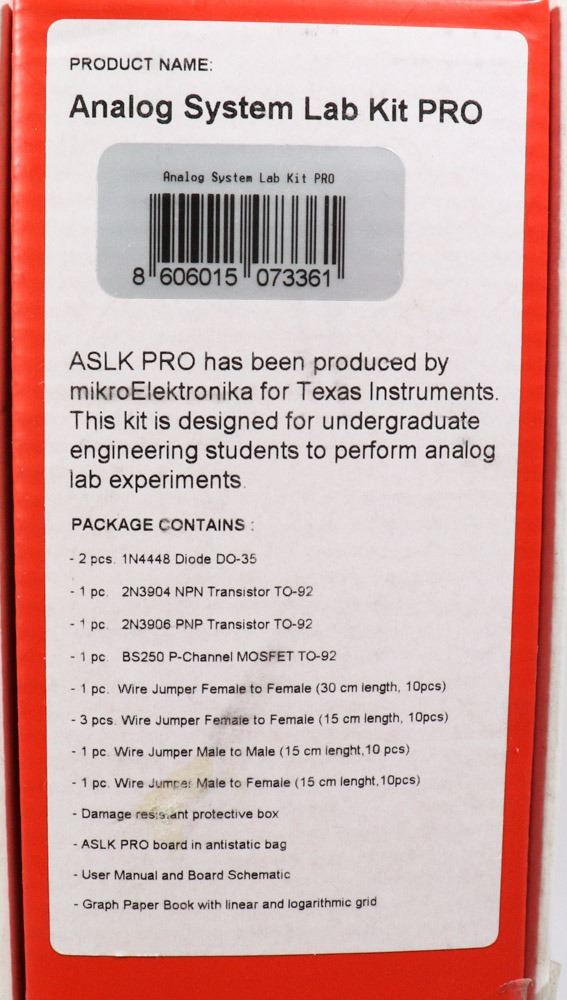 PRODUCT NAME:
Analog System Lab Kit PRO
Analog System Lab Kit PRO
8 606015 073361
ASLK PRO has been produced by
mikroElektronika for Texas Instruments.
This kit is designed for undergraduate
engineering students to perform analog
lab experiments.
PACKAGE CONTAINS :
- 2 pcs. 1N4448 Diode DO-35
- 1 pc. 2N3904 NPN Transistor TO-92
- 1 pc. 2N3906 PNP Transistor TO-92
- 1 pc. BS250 P-Channel MOSFET TO-92
- 1 pc. Wire Jumper Female to Female (30 cm length, 10pcs)
- 3 pcs. Wire Jumper Female to Female (15 cm length, 10pcs)
- 1 pc. Wire Jumper Male to Male (15 cm lenght,10 pcs)
- 1 pc. Wire Jumper Male to Female (15 cm lenght,10pcs)
- Damage resistant protective box
- ASLK PRO board in antistatic bag
- User Manual and Board Schematic
- Graph Paper Book with linear and logarithmic grid